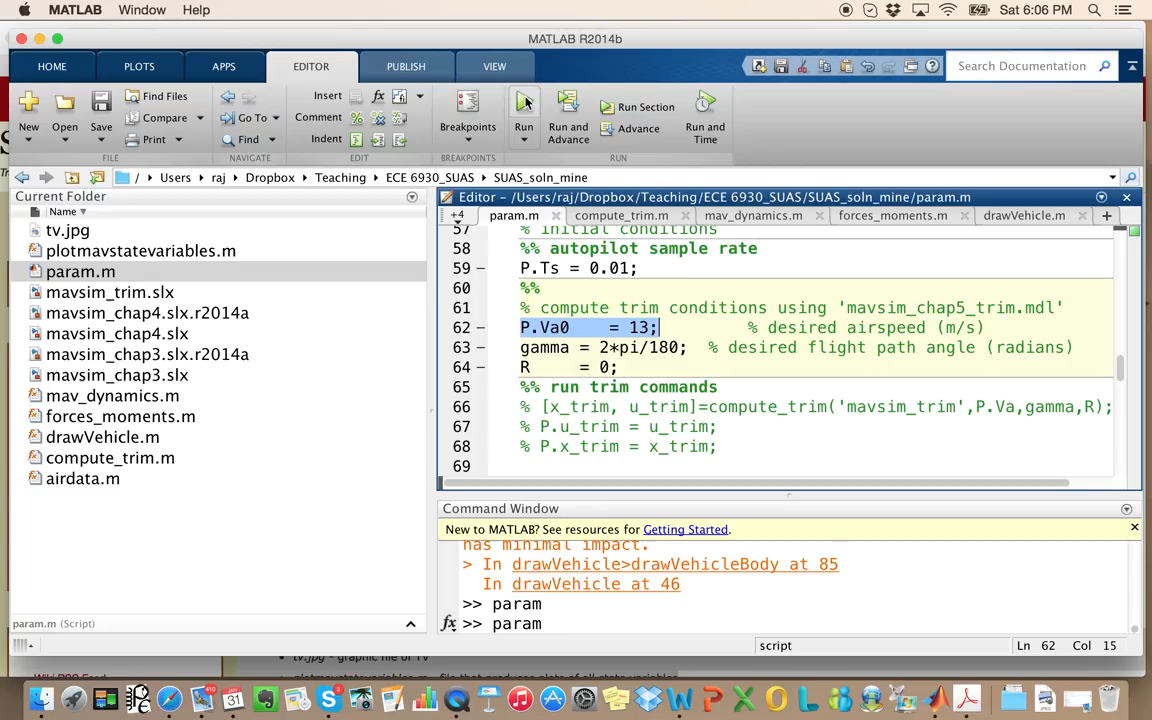 MATLAB Window Help Sat 6:06 PM
MATLAB R2014b
HOME PLOTS APPS EDITOR PUBLISH VIEW Search Documentation
New Open Save Find Files Compare Print
Go To Find
Insert Comment Indent
Breakpoints
Run Run and Advance Run Section Advance Run and Time
FILE NAVIGATE EDIT BREAKPOINTS RUN
/ Users raj Dropbox Teaching ECE 6930_SUAS SUAS_soln_mine
Current Folder
Name
tv.jpg
plotmavstatevariables.m
param.m
mavsim_trim.slx
mavsim_chap4.slx.r2014a
mavsim_chap4.slx
mavsim_chap3.slx.r2014a
mavsim_chap3.slx
mav_dynamics.m
forces_moments.m
drawVehicle.m
compute_trim.m
airdata.m
param.m (Script)
Editor - /Users/raj/Dropbox/Teaching/ECE 6930_SUAS/SUAS_soln_mine/param.m
+4 param.m compute_trim.m mav_dynamics.m forces_moments.m drawVehicle.m
57 % initial conditions
58 %% autopilot sample rate
59 – P.Ts = 0.01;
60 %%
61 % compute trim conditions using 'mavsim_chap5_trim.mdl'
62 – P.Va0 = 13; % desired airspeed (m/s)
63 – gamma = 2*pi/180; % desired flight path angle (radians)
64 – R = 0;
65 %% run trim commands
66 % [x_trim, u_trim]=compute_trim('mavsim_trim',P.Va,gamma,R);
67 % P.u_trim = u_trim;
68 % P.x_trim = x_trim;
69
Command Window
New to MATLAB? See resources for Getting Started.
has minimal impact.
> In drawVehicle>drawVehicleBody at 85
In drawVehicle at 46
>> param
fx >> param
script Ln 62 Col 15